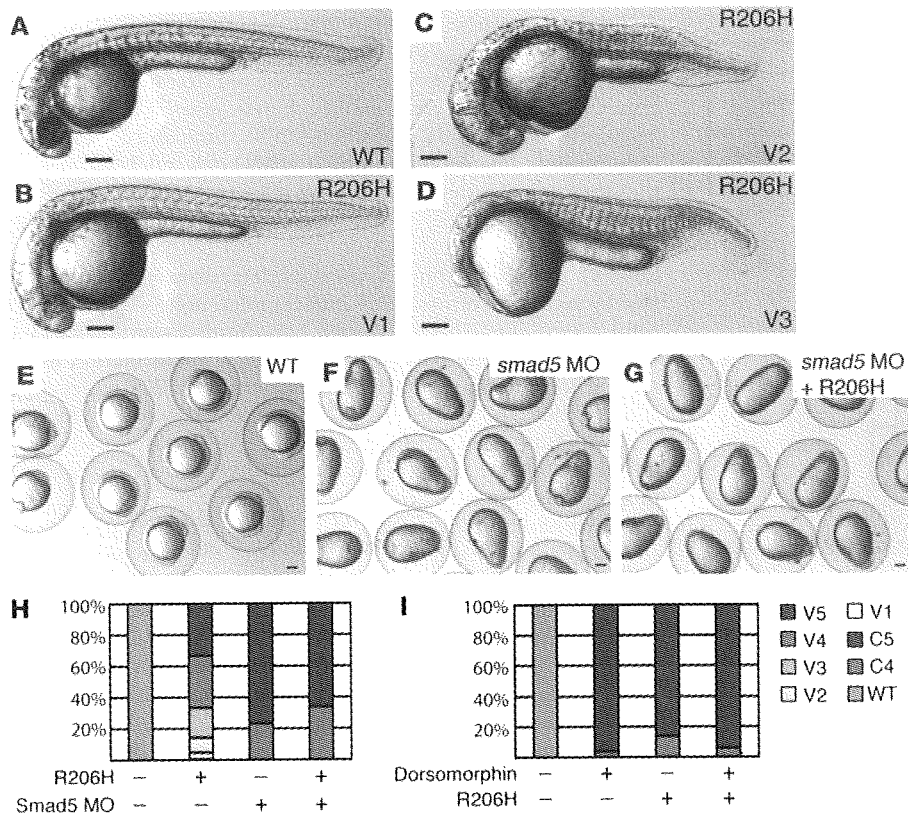 A
WT
C
R206H
V2
B
R206H
V1
D
R206H
V3
E
WT
F
smad5 MO
G
smad5 MO
+ R206H
H
100%
80%
60%
40%
20%
R206H − + − +
Smad5 MO − − + +
I
100%
80%
60%
40%
20%
Dorsomorphin − + − +
R206H − − + +
V5 V1
V4 C5
V3 C4
V2 WT